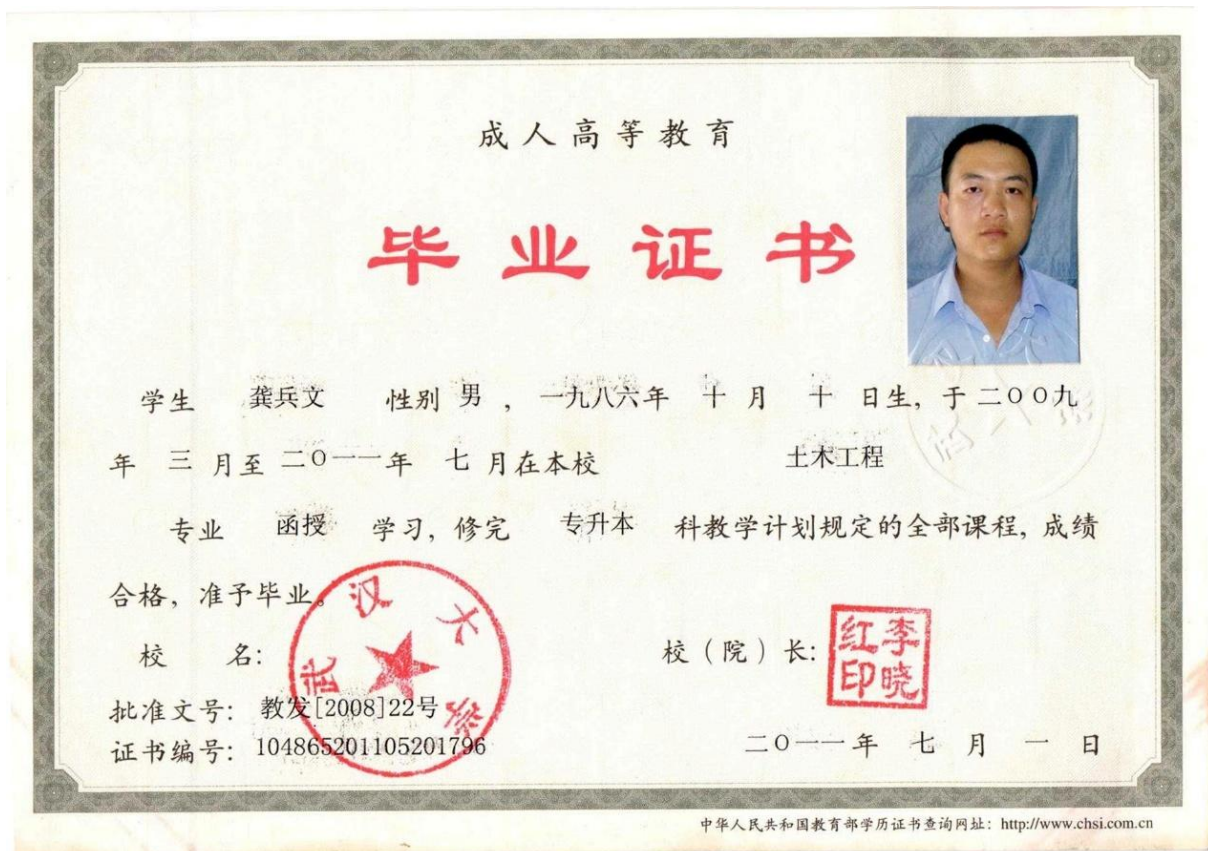 成人高等教育
毕业证书
学生 龚兵文 性别 男 , 一九八六年 十 月 十 日生, 于 二〇〇九
年 三 月至 二〇一一年 七 月在本校 土木工程
专业 函授 学习, 修完 专升本 科教学计划规定的全部课程, 成绩
合格, 准予毕业。
校 名: 武汉大学
校(院)长: 李晓红印
批准文号: 教发[2008]22号
证书编号: 104865201105201796
二〇一一年 七 月 一 日
中华人民共和国教育部学历证书查询网址: http://www.chsi.com.cn